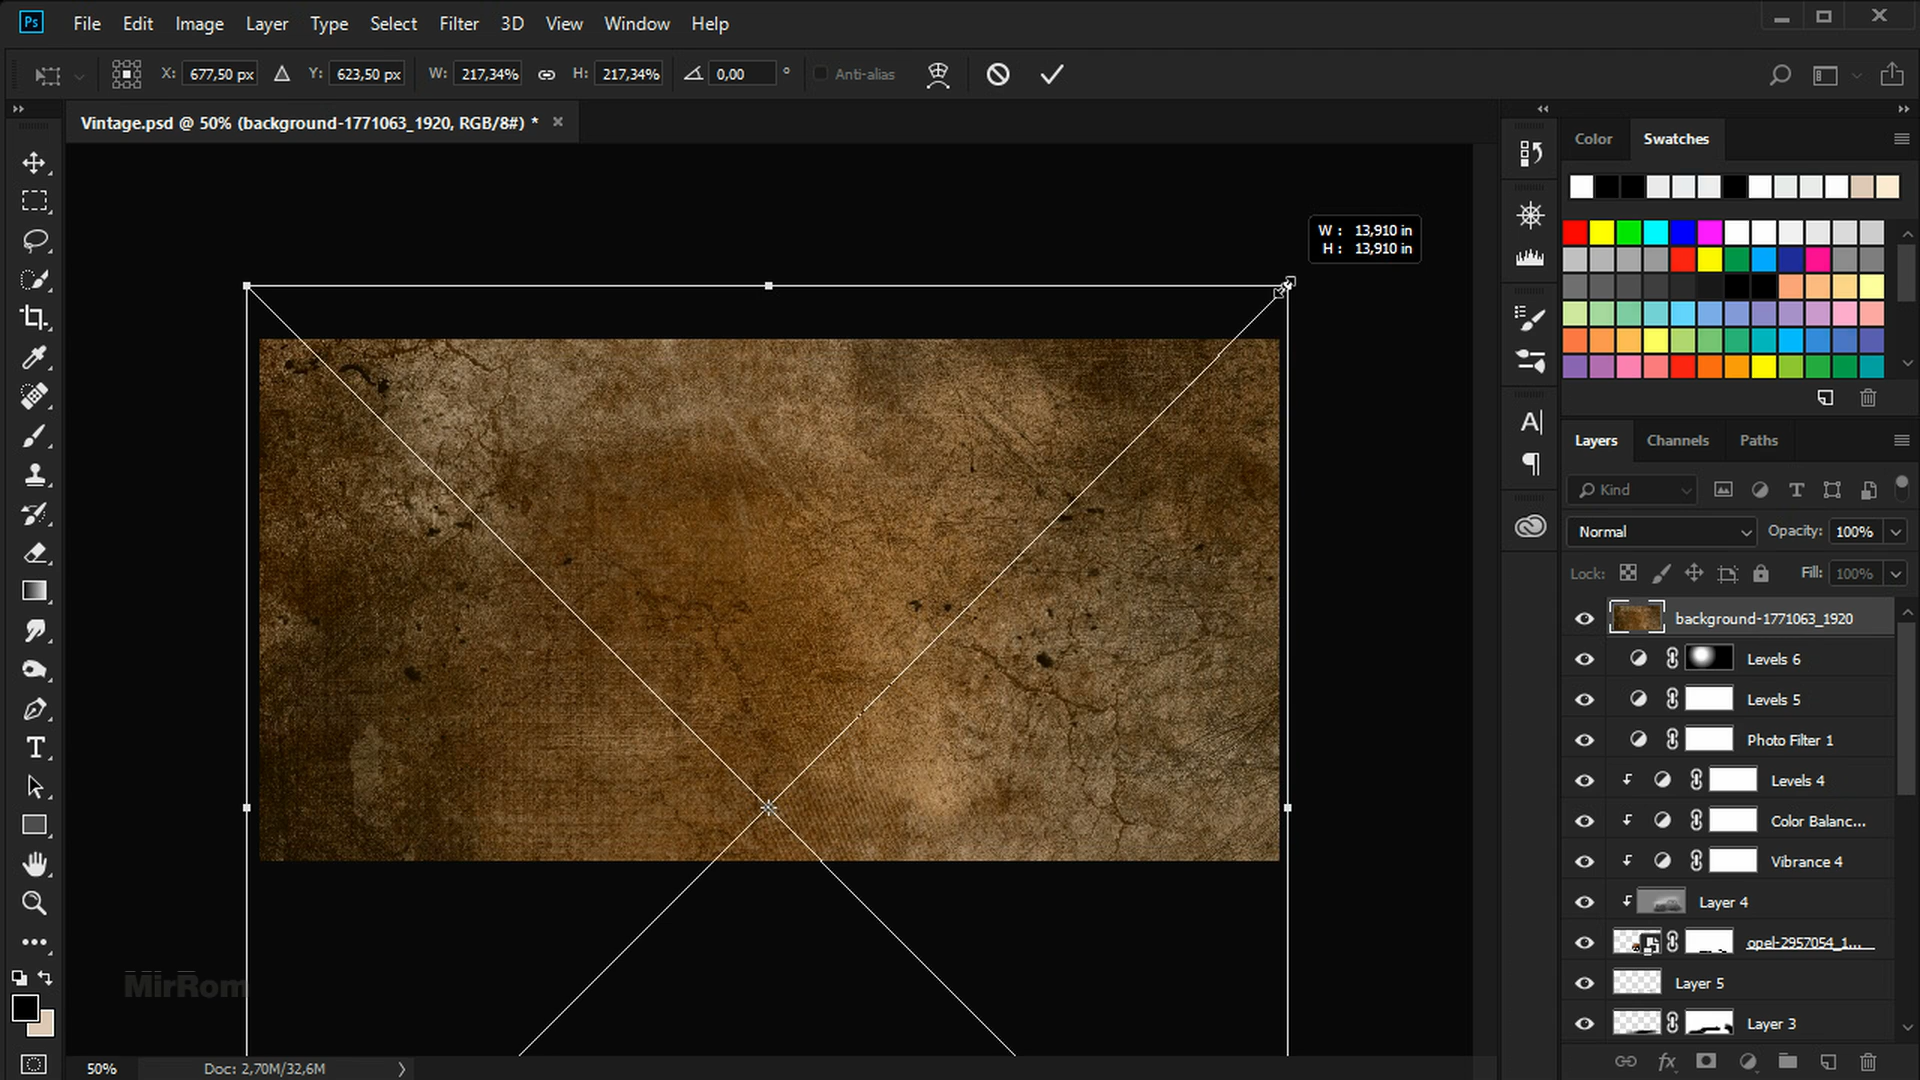 Ps File Edit Image Layer Type Select Filter 3D View Window Help
X: 677,50 px Y: 623,50 px W: 217,34% H: 217,34% 0,00 ° Anti-alias
Vintage.psd @ 50% (background-1771063_1920, RGB/8#) * ×
Color Swatches
W : 13,910 in
H : 13,910 in
Layers Channels Paths
Kind
Normal Opacity: 100%
Lock: Fill: 100%
background-1771063_1920
Levels 6
Levels 5
Photo Filter 1
Levels 4
Color Balanc...
Vibrance 4
Layer 4
opel-2957054_1...
Layer 5
Layer 3
MirRom
50% Doc: 2,70M/32,6M